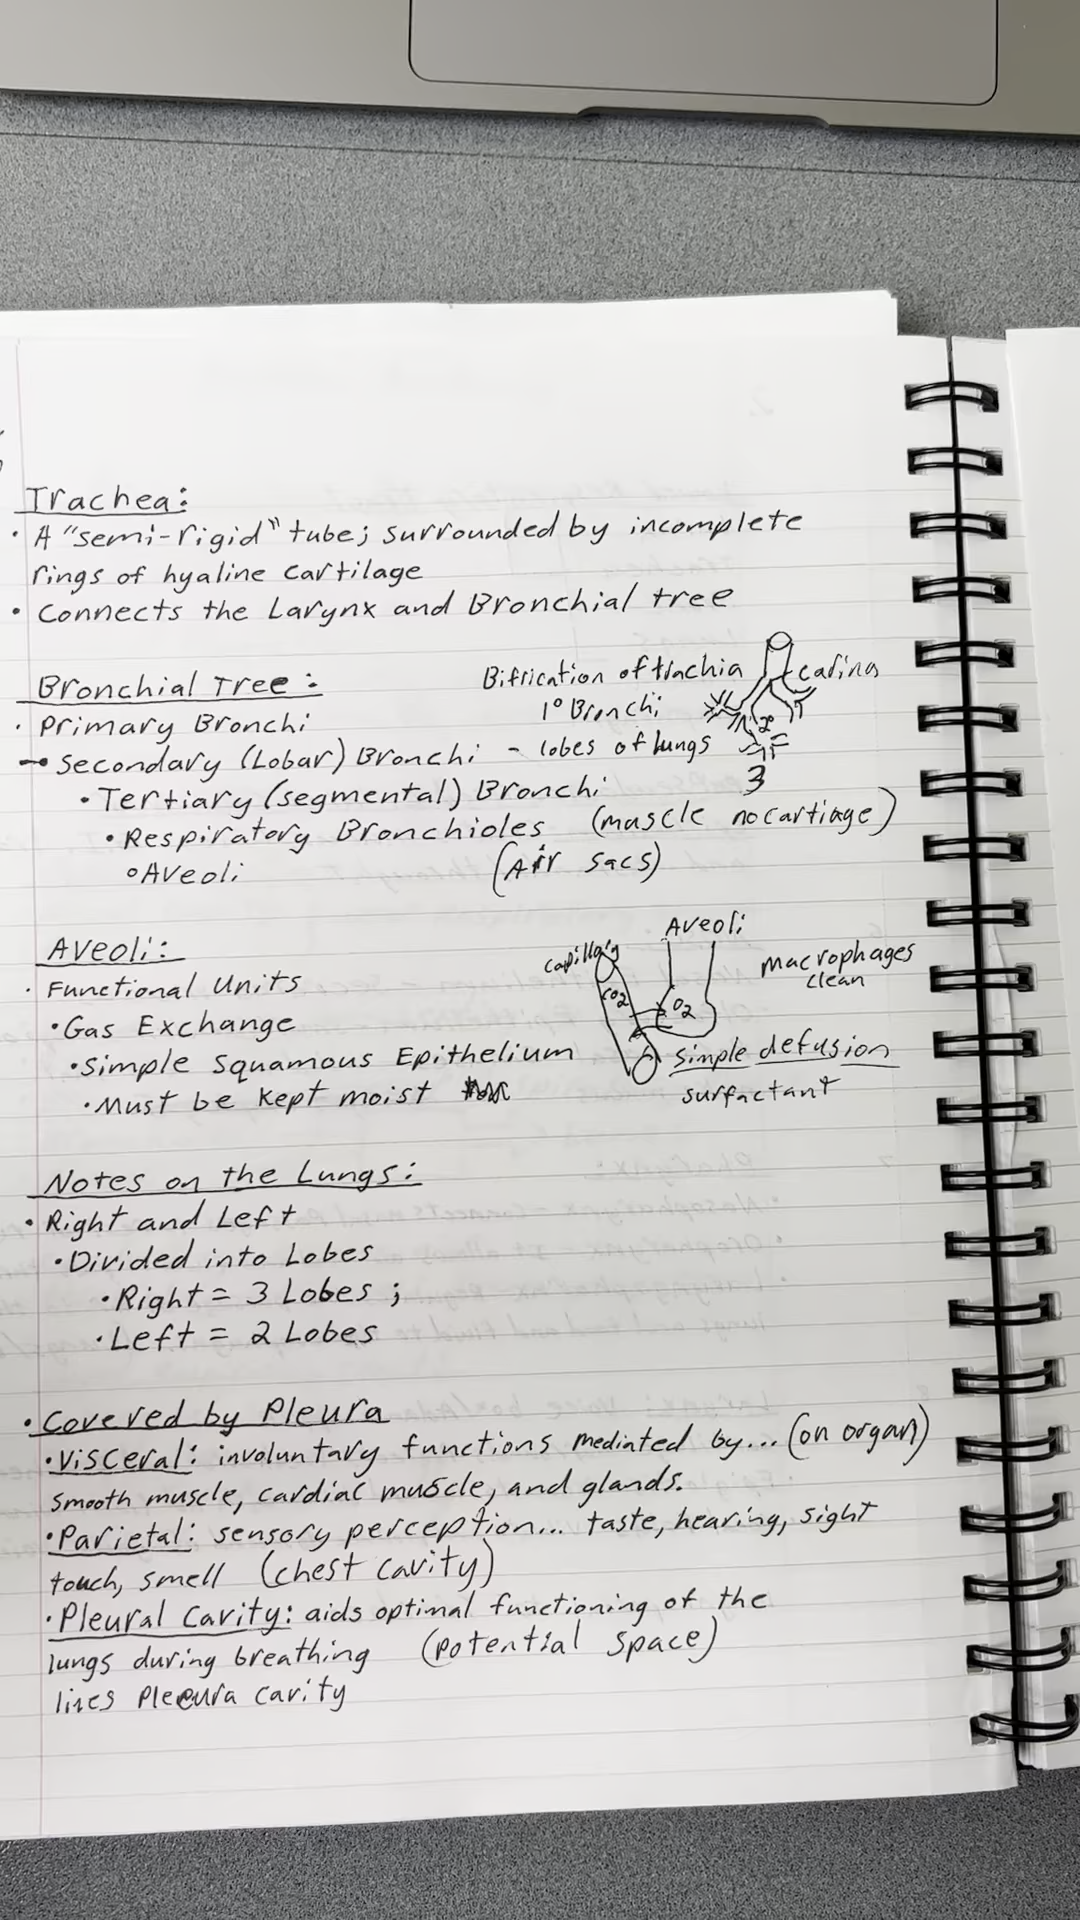 Trachea:
· A "semi-rigid" tube; surrounded by incomplete
rings of hyaline cartilage
· Connects the Larynx and Bronchial tree
Bronchial Tree:
Bifrication of trachia
carina
· Primary Bronchi
1° Bronchi
2°
→ Secondary (Lobar) Bronchi - lobes of lungs
3
· Tertiary (segmental) Bronchi
· Respiratory Bronchioles (muscle no cartiage)
° Aveoli (Air sacs)
Aveoli:
Aveoli
capillary
macrophages
clean
· Functional Units
CO2
O2
· Gas Exchange
· Simple Squamous Epithelium
simple defusion
· Must be kept moist
surfactant
Notes on the Lungs:
· Right and Left
· Divided into Lobes
· Right = 3 Lobes ;
· Left = 2 Lobes
· Covered by Pleura
· Visceral: involuntary functions mediated by... (on organ)
smooth muscle, cardiac muscle, and glands.
· Parietal: sensory perception... taste, hearing, sight
touch, smell (chest cavity)
· Pleural Cavity: aids optimal functioning of the
lungs during breathing (potential space)
cavity